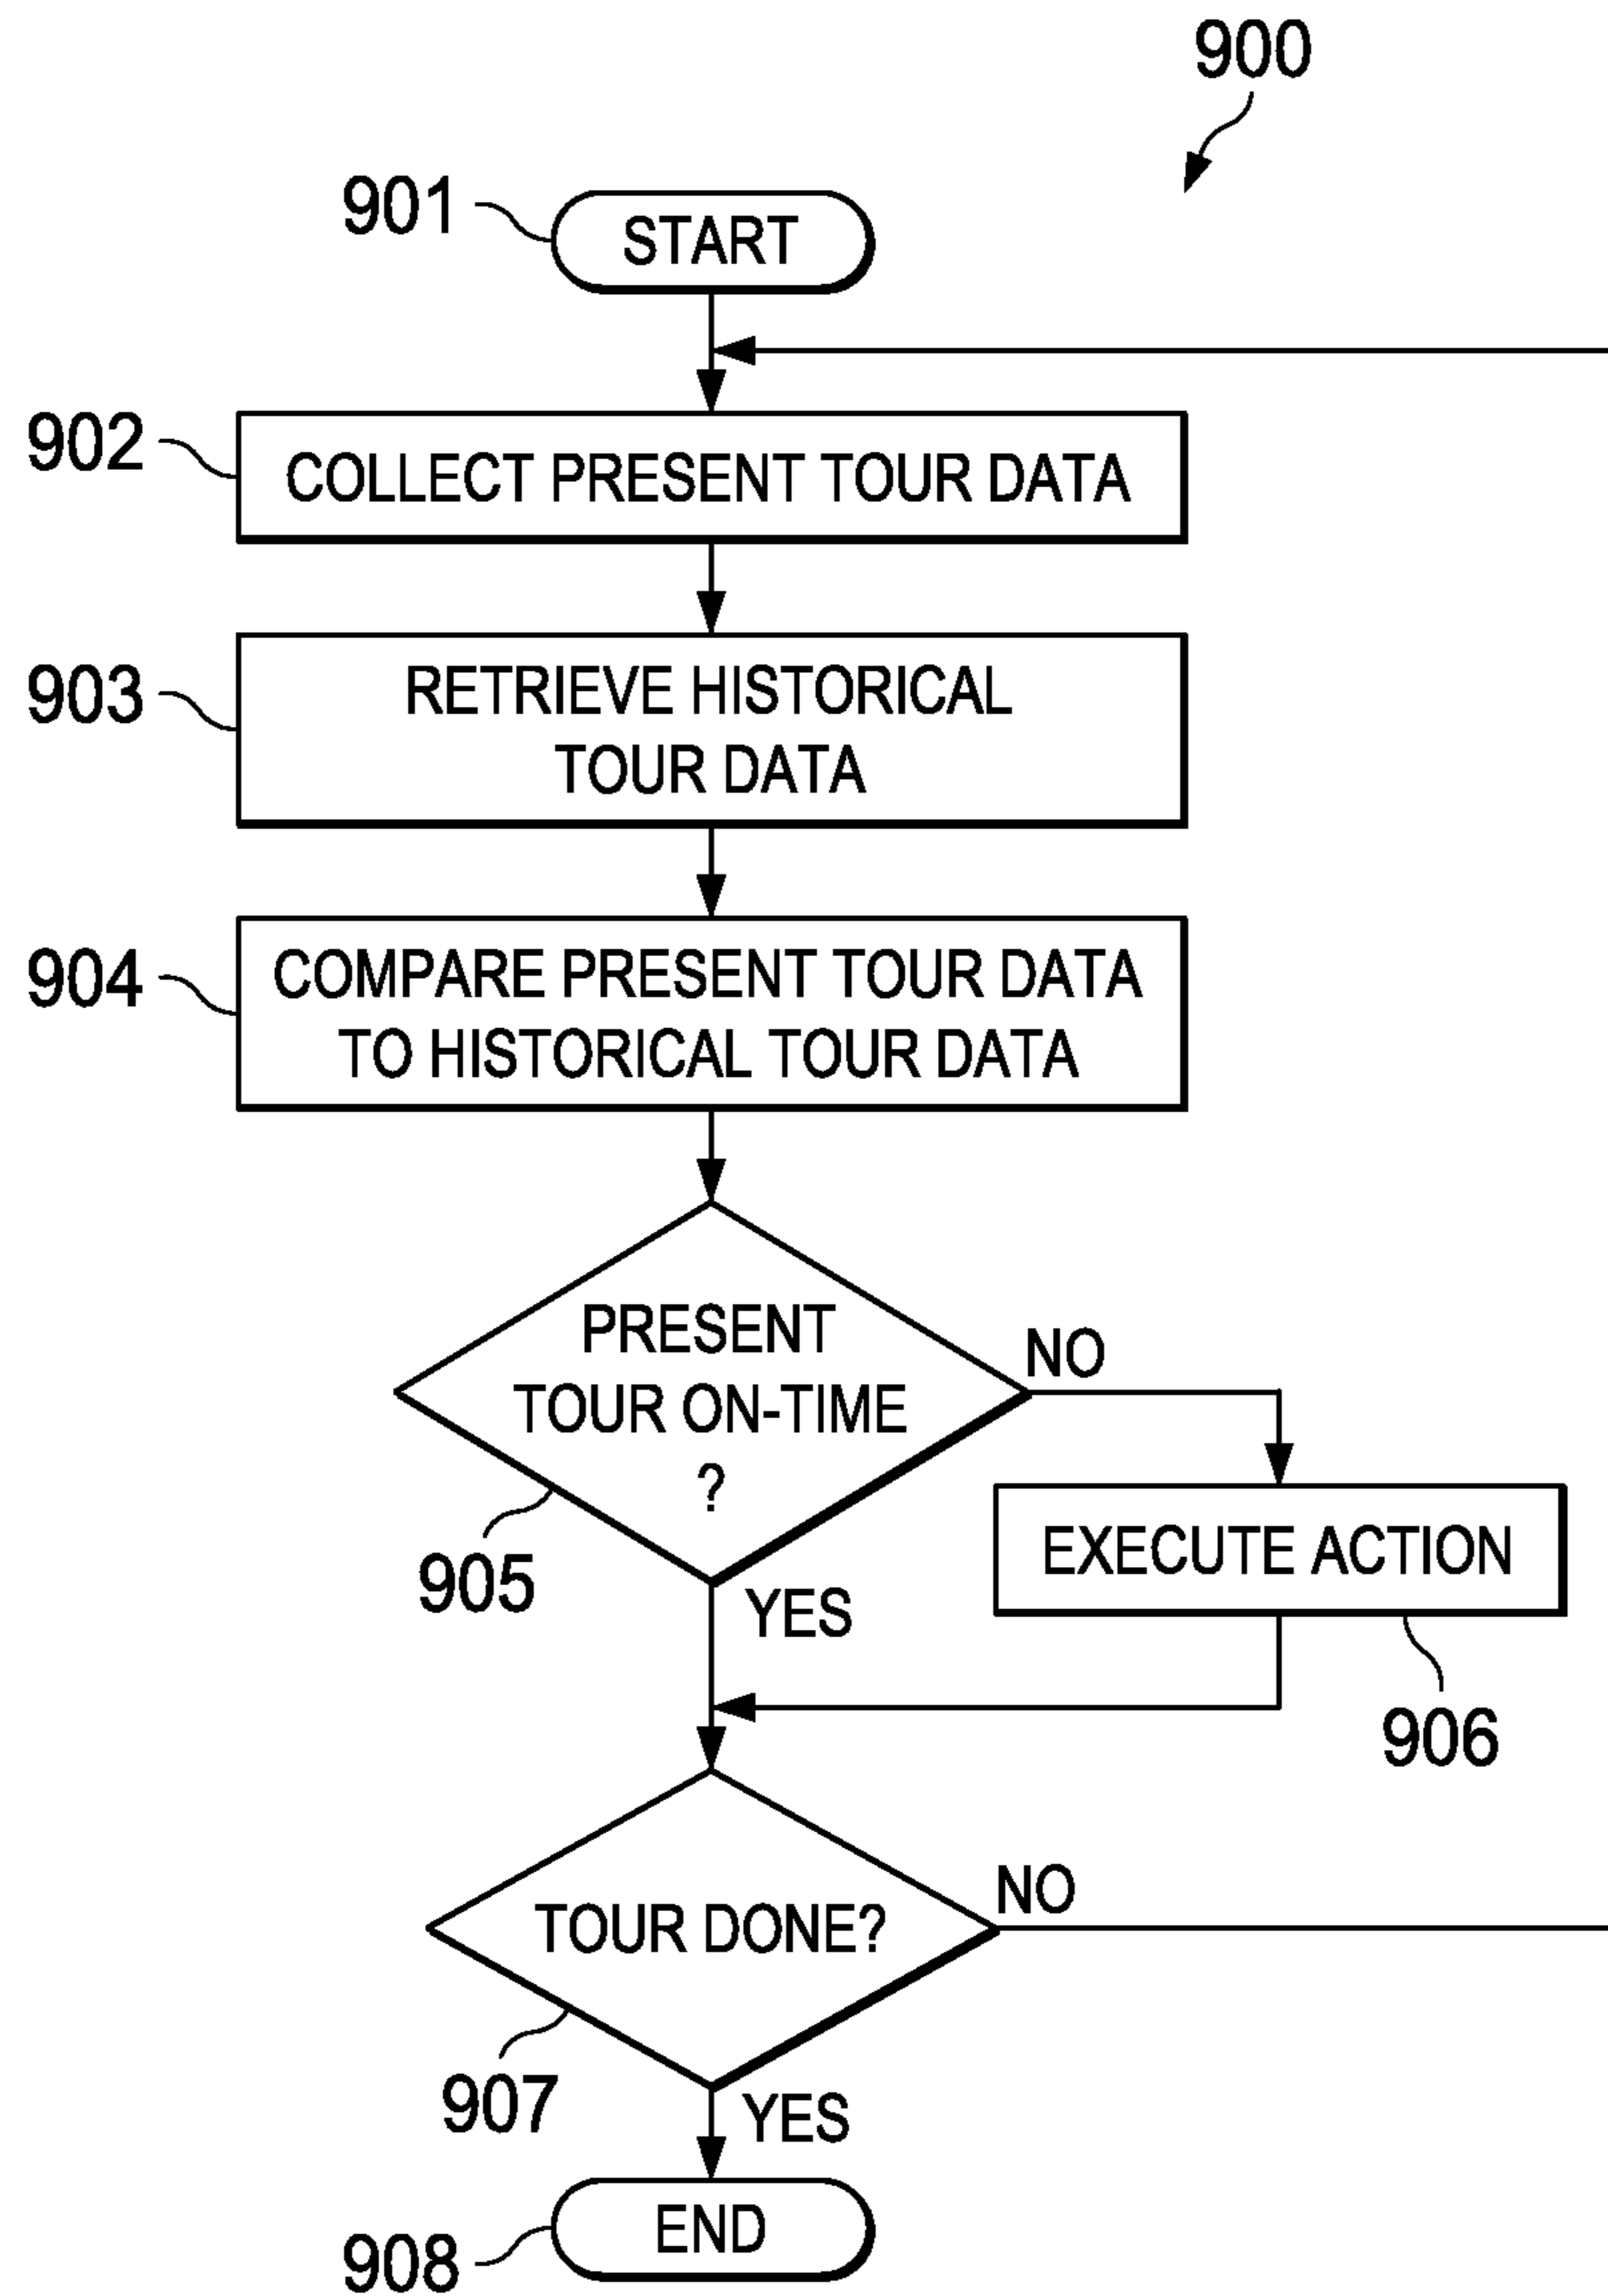 900
901
START
902
COLLECT PRESENT TOUR DATA
903
RETRIEVE HISTORICAL
TOUR DATA
904
COMPARE PRESENT TOUR DATA
TO HISTORICAL TOUR DATA
PRESENT
TOUR ON-TIME
?
NO
905
YES
EXECUTE ACTION
906
TOUR DONE?
NO
907
YES
END
908